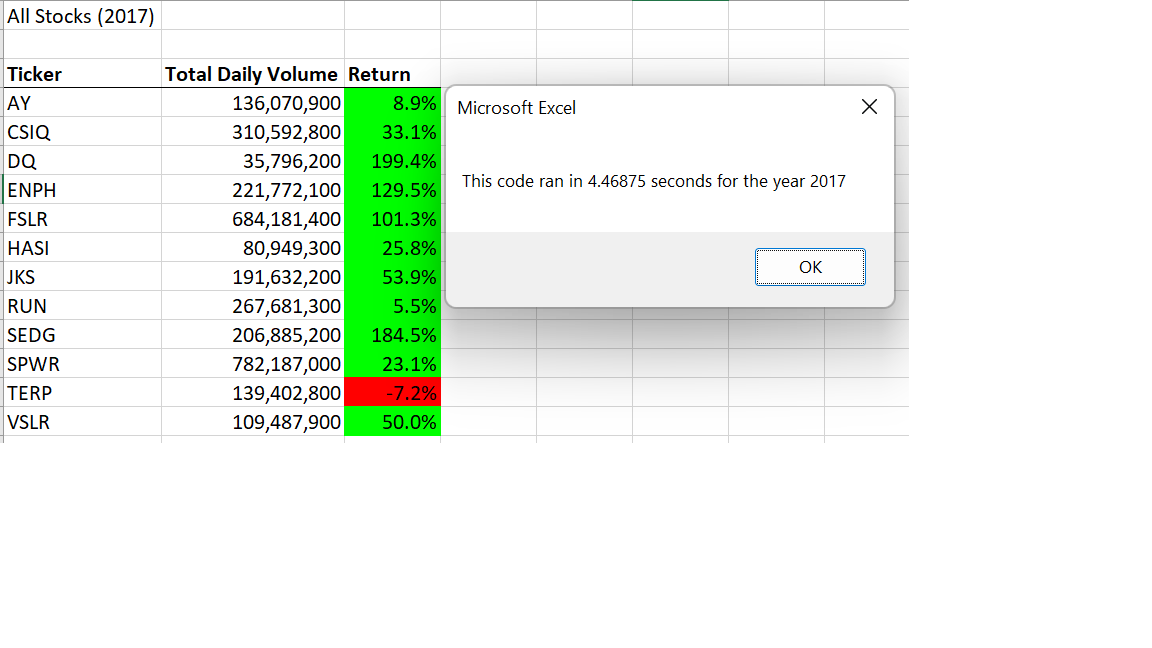 All Stocks (2017)
Ticker Total Daily Volume Return
AY 136,070,900 8.9%
CSIQ 310,592,800 33.1%
DQ 35,796,200 199.4%
ENPH 221,772,100 129.5%
FSLR 684,181,400 101.3%
HASI 80,949,300 25.8%
JKS 191,632,200 53.9%
RUN 267,681,300 5.5%
SEDG 206,885,200 184.5%
SPWR 782,187,000 23.1%
TERP 139,402,800 -7.2%
VSLR 109,487,900 50.0%
Microsoft Excel
This code ran in 4.46875 seconds for the year 2017
OK